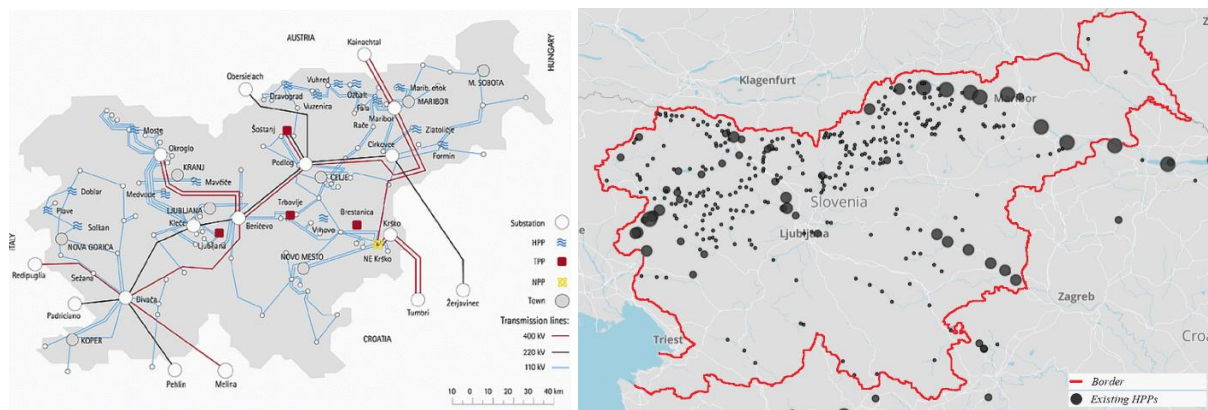 AUSTRIA
HUNGARY
Kainachtal
Obersielach
Vuhred
Ožbalt
Marib. otok
M. SOBOTA
Dravograd
Vuzenica
Fala
MARIBOR
Maribor
Ruše
Zlatoličje
Moste
Šoštanj
Formin
Okroglo
Podlog
Cirkovce
KRANJ
CELJE
Doblar
Mavčiče
Medvode
Trbovlje
Brestanica
Plave
LJUBLJANA
Kleče
Beričevo
Vrhovo
Krško
Solkan
Ljubljana
NE Krško
ITALY
NOVA GORICA
NOVO MESTO
Redipuglia
Sežana
Divača
Tumbri
Žerjavinec
Padriciano
CROATIA
KOPER
Pehlin
Melina
Substation
HPP
TPP
NPP
Town
Transmission lines:
400 kV
220 kV
110 kV
10 0 10 20 30 40 km
Klagenfurt
Maribor
Slovenia
Ljubljana
Zagreb
Triest
Croa
Border
Existing HPPs